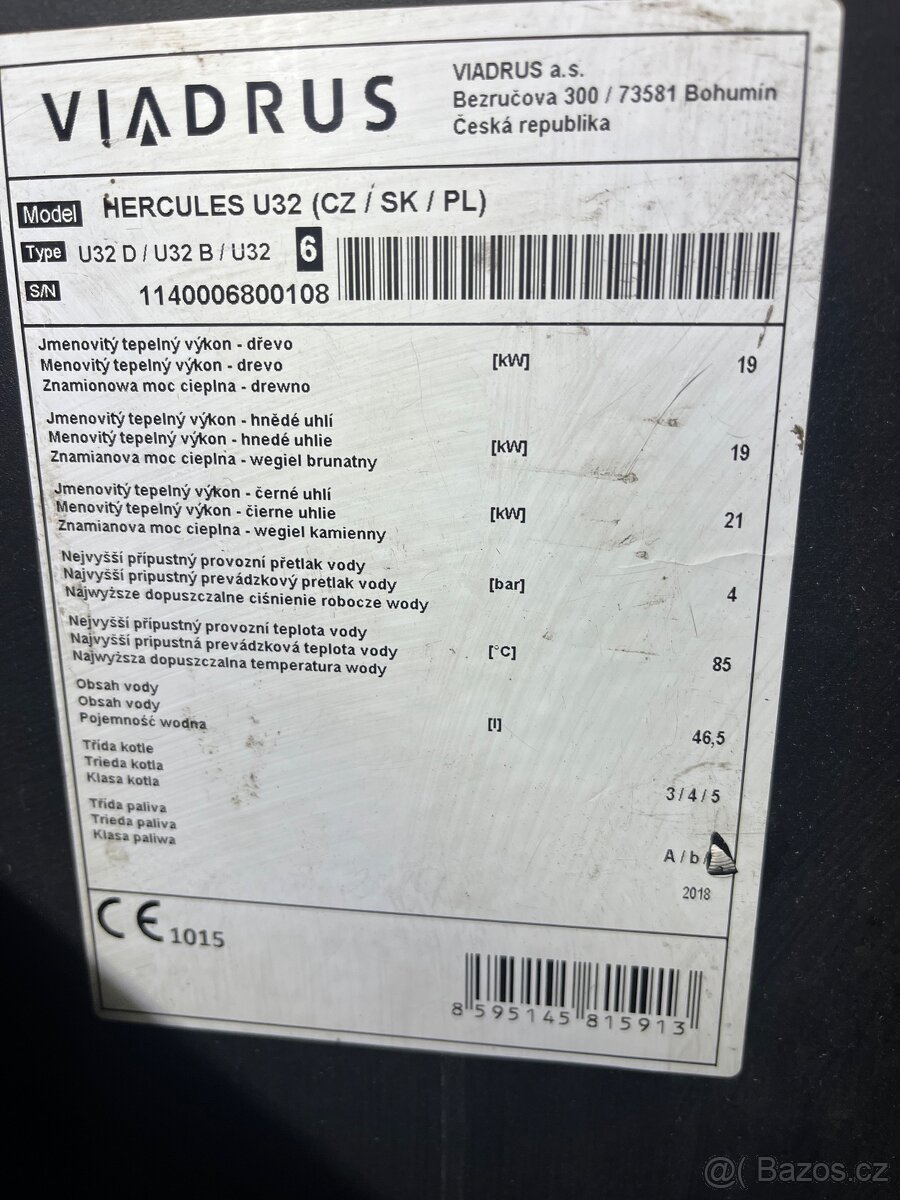 VIADRUS
VIADRUS a.s.
Bezručova 300 / 73581 Bohumín
Česká republika
Model HERCULES U32 (CZ / SK / PL)
Type U32 D / U32 B / U32 6
S/N 1140006800108
Jmenovitý tepelný výkon - dřevo
Menovitý tepelný výkon - drevo
Znamionowa moc cieplna - drewno
[kW] 19
Jmenovitý tepelný výkon - hnědé uhlí
Menovitý tepelný výkon - hnedé uhlie
Znamianowa moc cieplna - wegiel brunatny
[kW] 19
Jmenovitý tepelný výkon - černé uhlí
Menovitý tepelný výkon - čierne uhlie
Znamianova moc cieplna - wegiel kamienny
[kW] 21
Nejvyšší přípustný provozní přetlak vody
Najvyšší pripustný prevádzkový pretlak vody
Najwyższe dopuszczalne ciśnienie robocze wody
[bar] 4
Nejvyšší přípustný provozní teplota vody
Najvyšší pripustná prevádzková teplota vody
Najwyższa dopuszczalna temperatura wody
[°C] 85
Obsah vody
Obsah vody
Pojemność wodna
[l] 46,5
Třída kotle
Trieda kotla
Klasa kotla
3 / 4 / 5
Třída paliva
Trieda paliva
Klasa paliwa
A / b /
2018
CE 1015
8 595145 815913
@( Bazos.cz